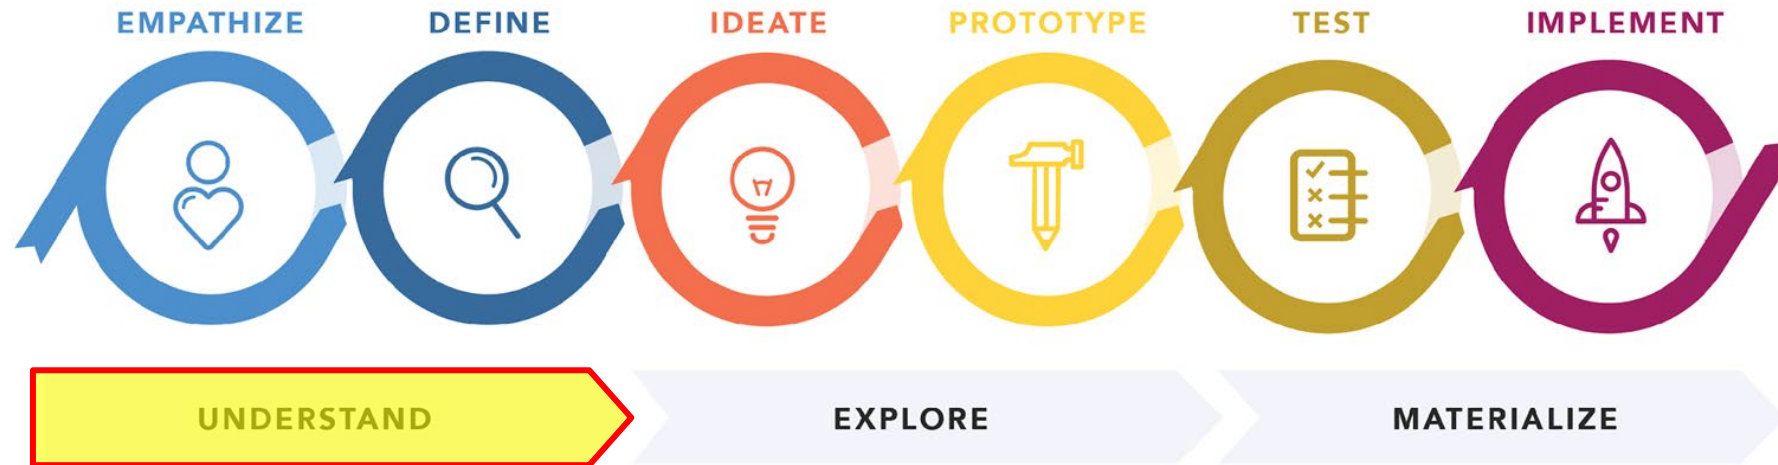 EMPATHIZE DEFINE IDEATE PROTOTYPE TEST IMPLEMENT
UNDERSTAND EXPLORE MATERIALIZE